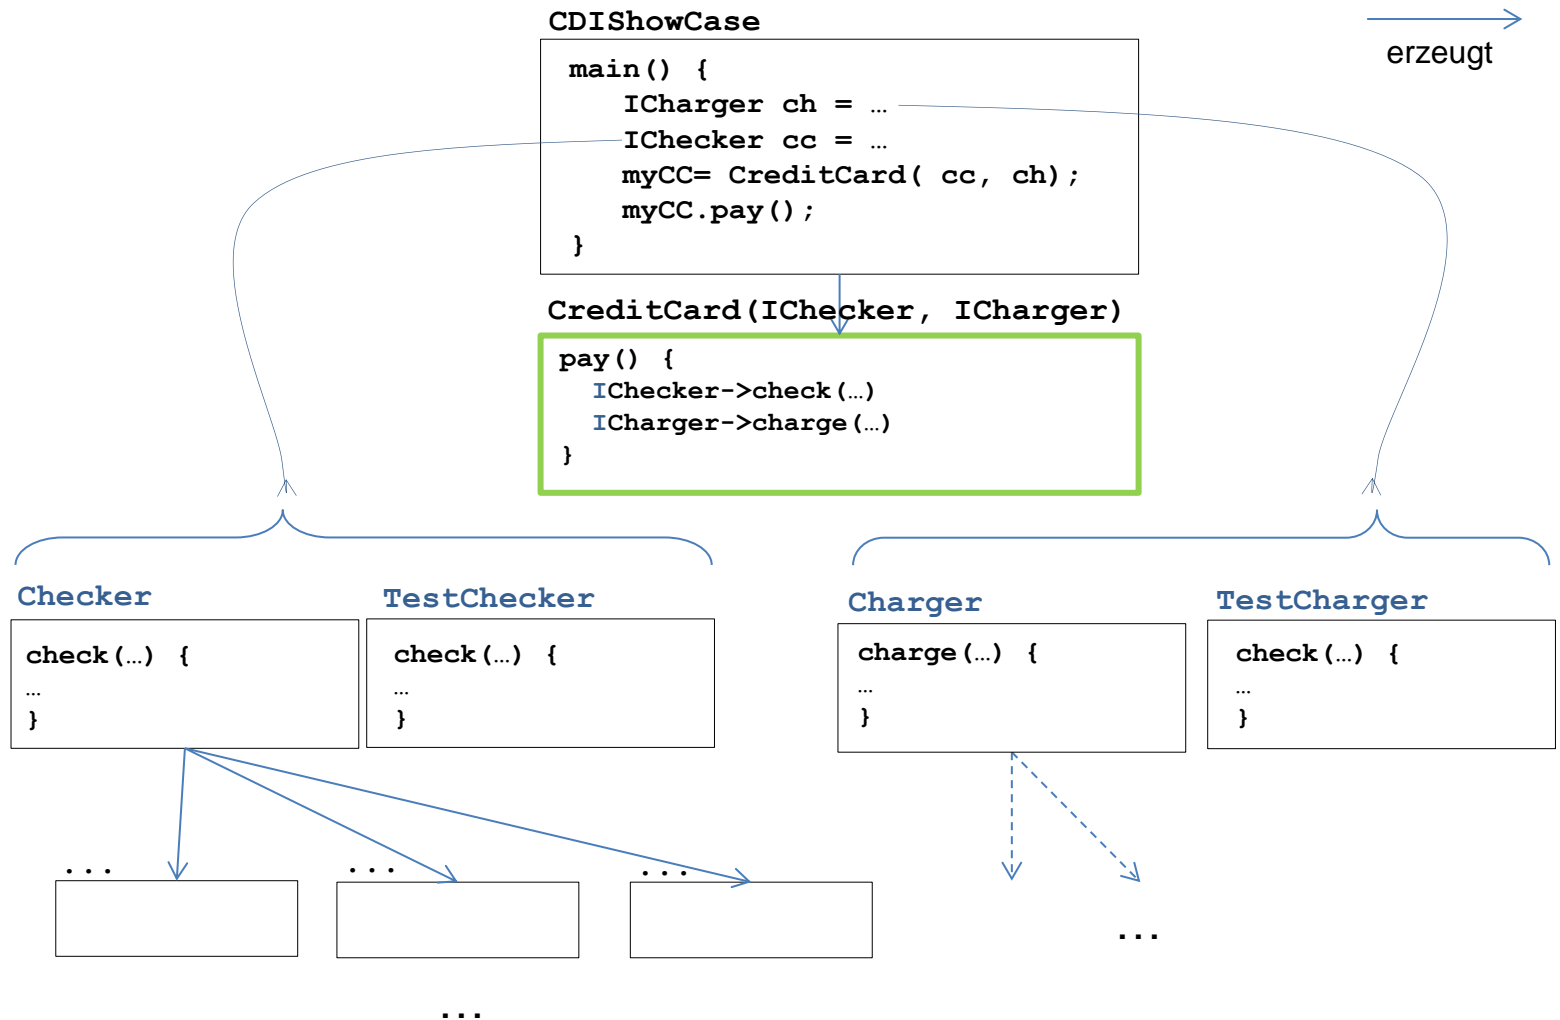 CDIShowCase
erzeugt
main() {
ICharger ch = …
IChecker cc = …
myCC= CreditCard( cc, ch);
myCC.pay();
}
CreditCard(IChecker, ICharger)
pay() {
IChecker->check(…)
ICharger->charge(…)
}
Checker
check(…) {
…
}
TestChecker
check(…) {
…
}
Charger
charge(…) {
…
}
TestCharger
check(…) {
…
}
...
...
...
...
...